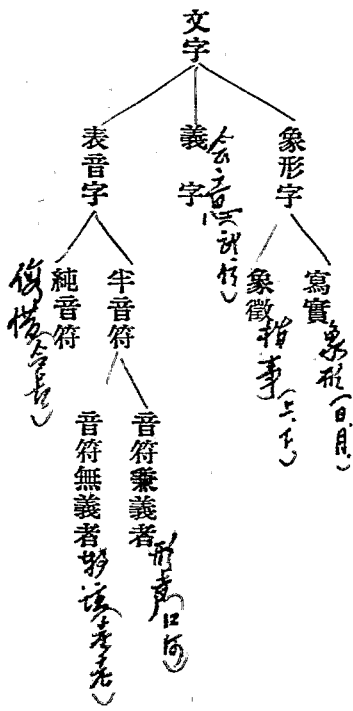 文字
象形字
寫實
象形(日.月.)
象徵
指事(上.下)
義字
会意(武信)
表音字
半音符
音符兼義者
形声(江河)
音符無義者
轉注(考老)
純音符
假借(令長)